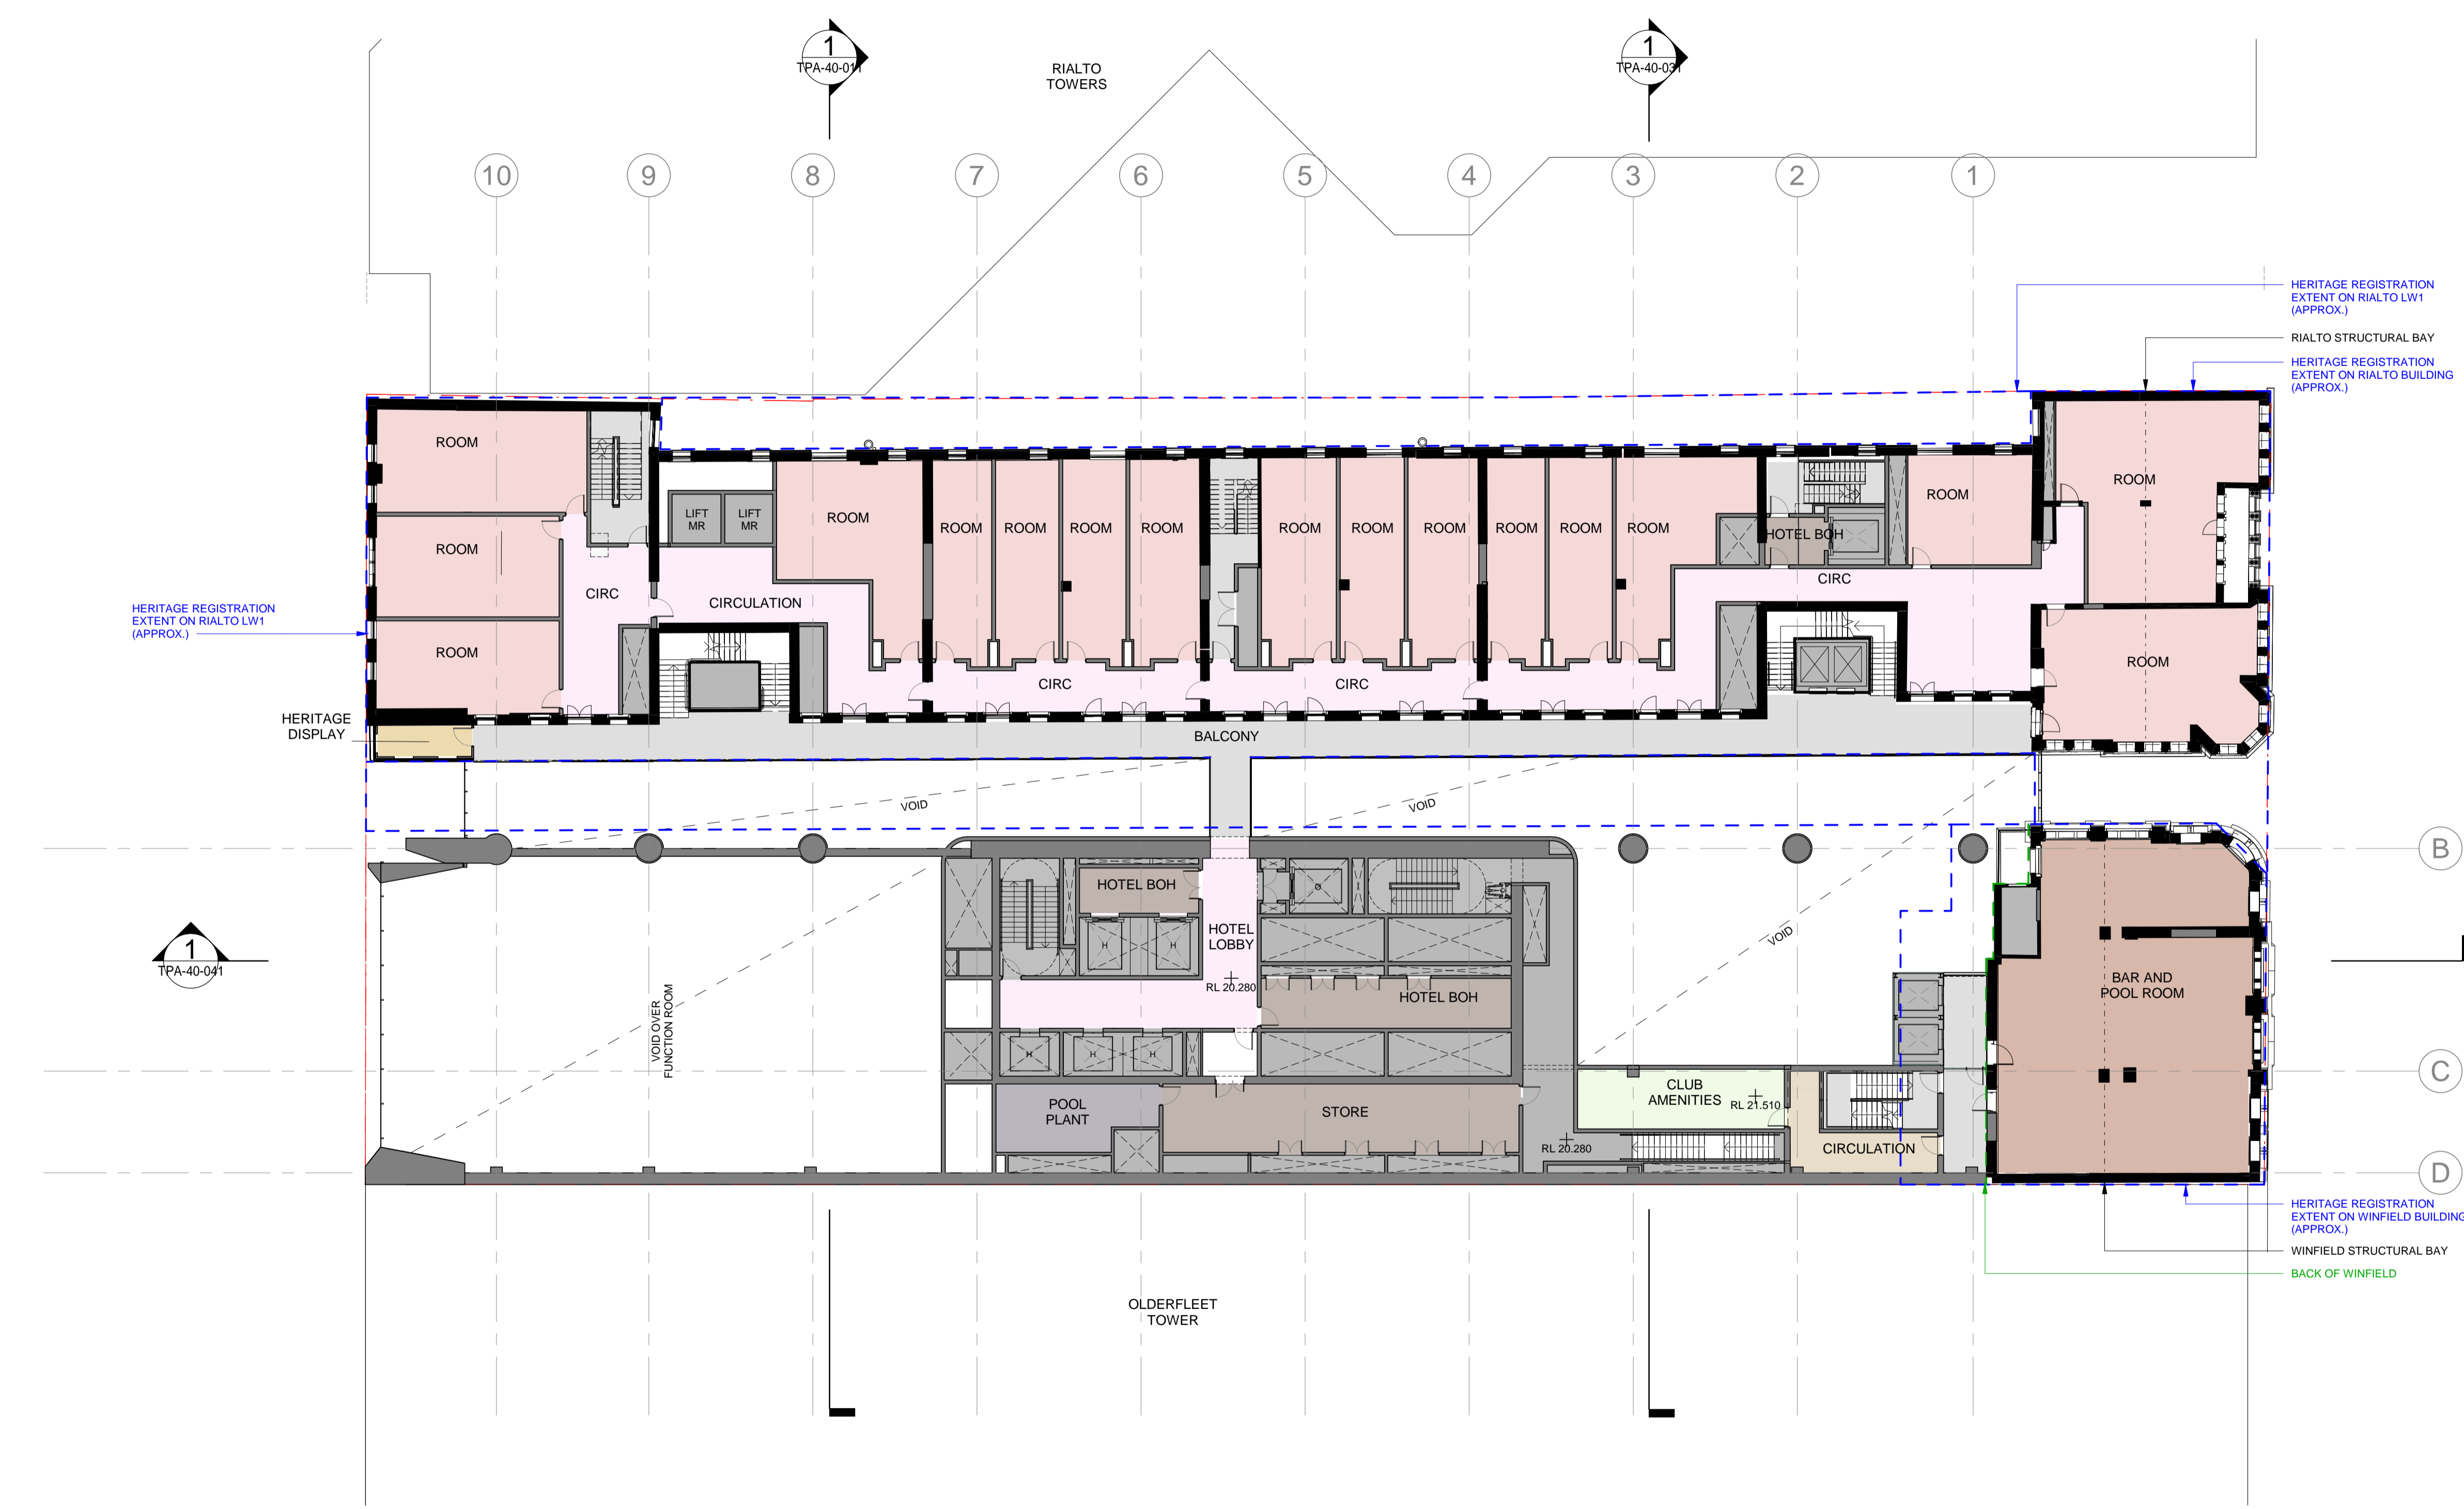 1
TPA-40-011
RIALTO
TOWERS
1
TPA-40-031
10
9
8
7
6
5
4
3
2
1
HERITAGE REGISTRATION
EXTENT ON RIALTO LW1
(APPROX.)
RIALTO STRUCTURAL BAY
HERITAGE REGISTRATION
EXTENT ON RIALTO BUILDING
(APPROX.)
ROOM
ROOM
ROOM
LIFT
MR
LIFT
MR
ROOM
ROOM
ROOM
ROOM
ROOM
ROOM
ROOM
ROOM
ROOM
ROOM
ROOM
HOTEL BOH
ROOM
ROOM
ROOM
CIRC
CIRCULATION
CIRC
CIRC
CIRC
HERITAGE REGISTRATION
EXTENT ON RIALTO LW1
(APPROX.)
HERITAGE
DISPLAY
BALCONY
VOID
VOID
VOID
B
HOTEL BOH
H
H
HOTEL
LOBBY
RL 20.280
HOTEL BOH
1
TPA-40-041
VOID OVER
FUNCTION ROOM
BAR AND
POOL ROOM
H
H
H
C
POOL
PLANT
STORE
CLUB
AMENITIES
RL 21.510
RL 20.280
CIRCULATION
D
HERITAGE REGISTRATION
EXTENT ON WINFIELD BUILDING
(APPROX.)
WINFIELD STRUCTURAL BAY
BACK OF WINFIELD
OLDERFLEET
TOWER